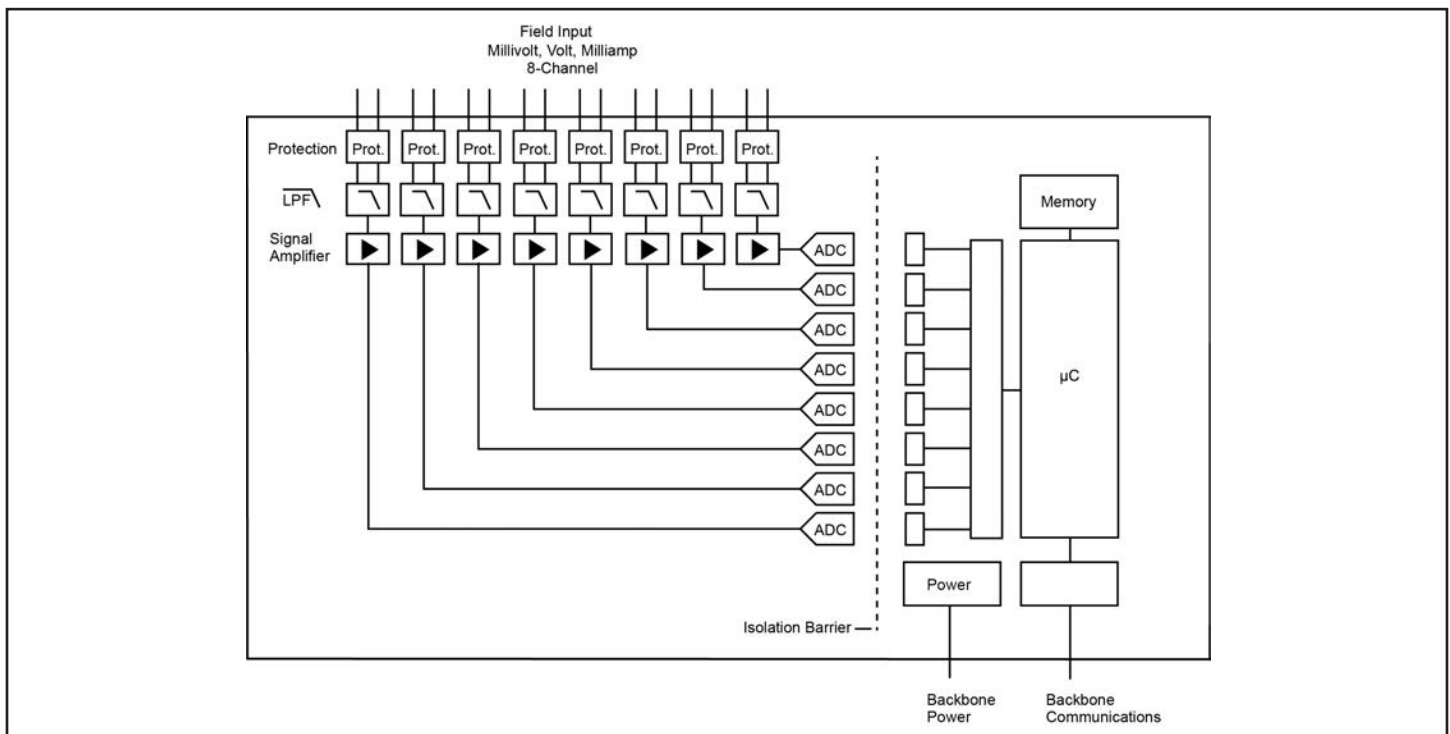 Field Input
Millivolt, Volt, Milliamp
8-Channel
Protection Prot. Prot. Prot. Prot. Prot. Prot. Prot. Prot.
LPF
Memory
Signal
Amplifier
ADC
ADC
ADC
ADC
µC
ADC
ADC
ADC
ADC
Power
Isolation Barrier
Backbone
Power
Backbone
Communications